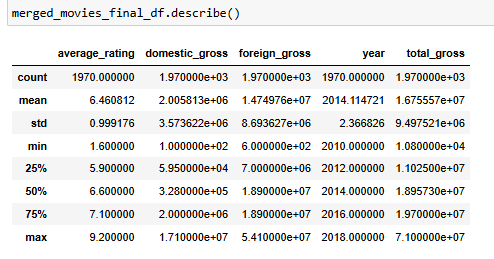 merged_movies_final_df.describe()
average_rating domestic_gross foreign_gross year total_gross
count 1970.000000 1.970000e+03 1.970000e+03 1970.000000 1.970000e+03
mean 6.460812 2.005813e+06 1.474976e+07 2014.114721 1.675557e+07
std 0.999176 3.573622e+06 8.693627e+06 2.366826 9.497521e+06
min 1.600000 1.000000e+02 6.000000e+02 2010.000000 1.080000e+04
25% 5.900000 5.950000e+04 7.000000e+06 2012.000000 1.102500e+07
50% 6.600000 3.280000e+05 1.890000e+07 2014.000000 1.895730e+07
75% 7.100000 2.000000e+06 1.890000e+07 2016.000000 1.970000e+07
max 9.200000 1.710000e+07 5.410000e+07 2018.000000 7.100000e+07